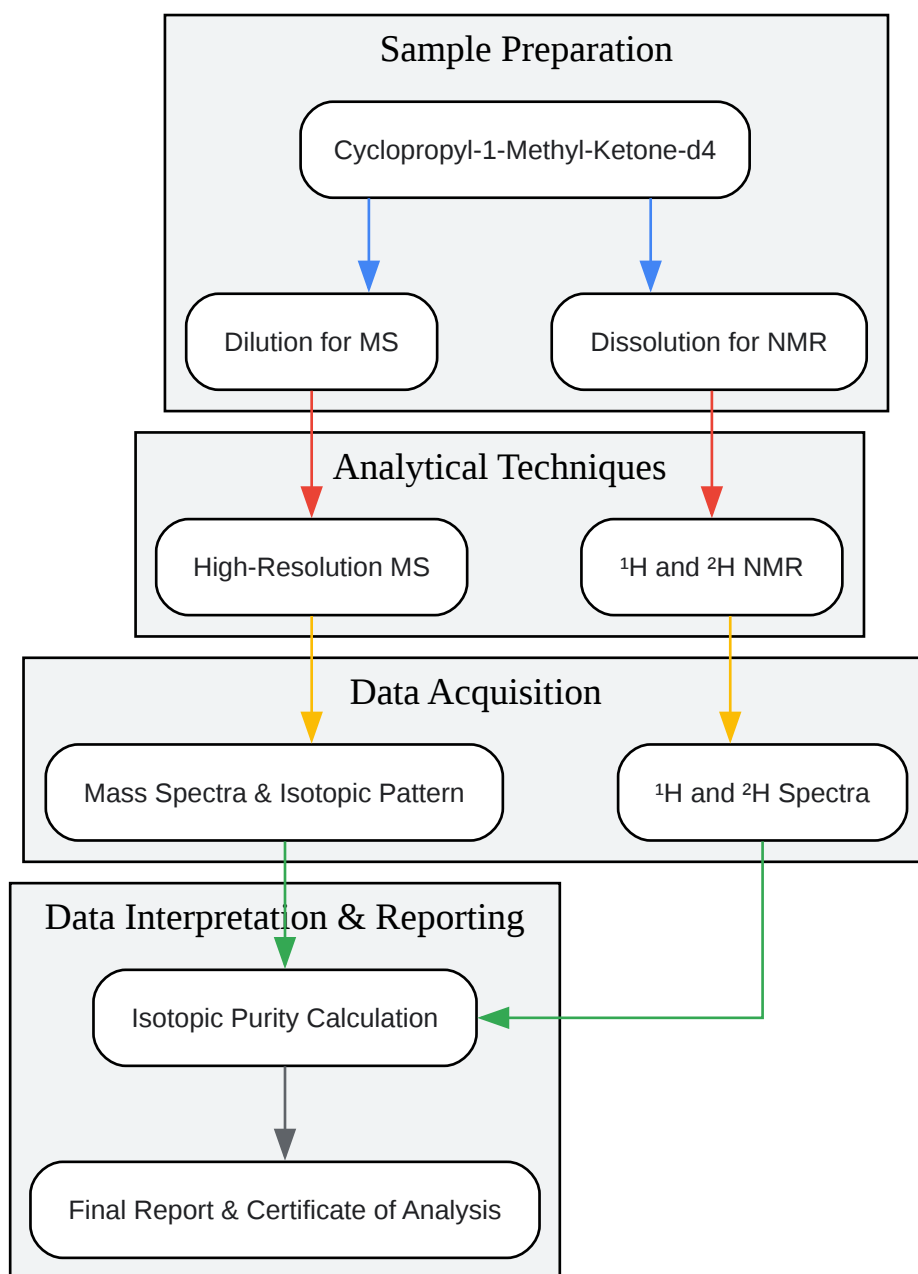 Sample Preparation
Cyclopropyl-1-Methyl-Ketone-d4
Dilution for MS
Dissolution for NMR
Analytical Techniques
High-Resolution MS
¹H and ²H NMR
Data Acquisition
Mass Spectra & Isotopic Pattern
¹H and ²H Spectra
Data Interpretation & Reporting
Isotopic Purity Calculation
Final Report & Certificate of Analysis